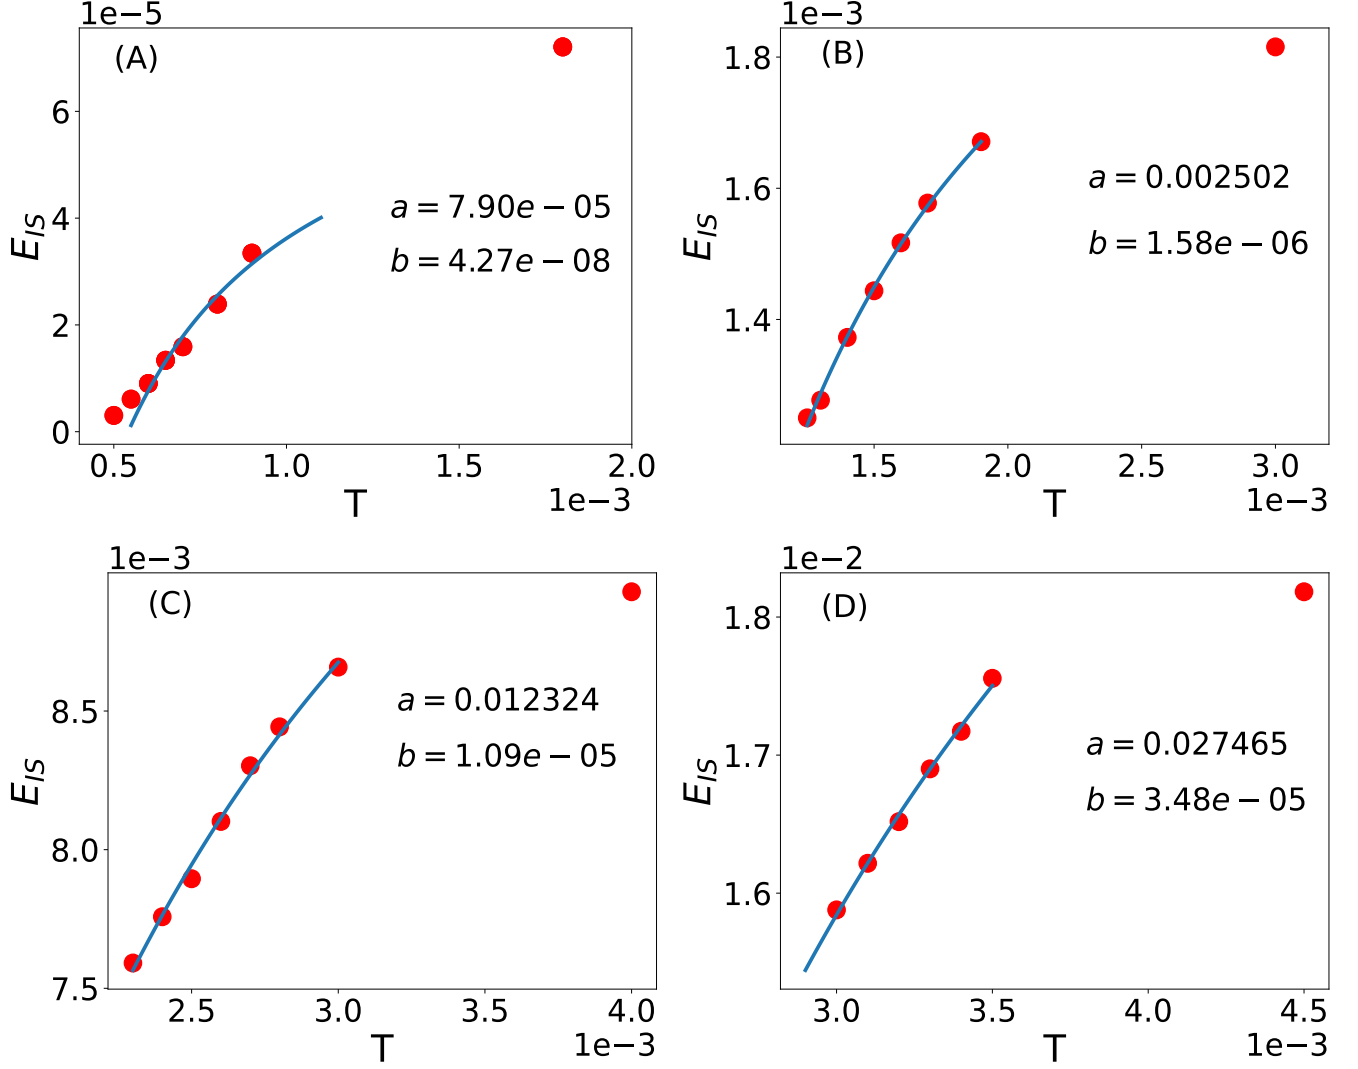 1e−5
(A)
6
4
2
0
E_IS
a = 7.90e − 05
b = 4.27e − 08
0.5 1.0 1.5 2.0
T
1e−3
1e−3
(B)
1.8
1.6
1.4
E_IS
a = 0.002502
b = 1.58e − 06
1.5 2.0 2.5 3.0
T
1e−3
1e−3
(C)
8.5
8.0
7.5
E_IS
a = 0.012324
b = 1.09e − 05
2.5 3.0 3.5 4.0
T
1e−3
1e−2
(D)
1.8
1.7
1.6
E_IS
a = 0.027465
b = 3.48e − 05
3.0 3.5 4.0 4.5
T
1e−3